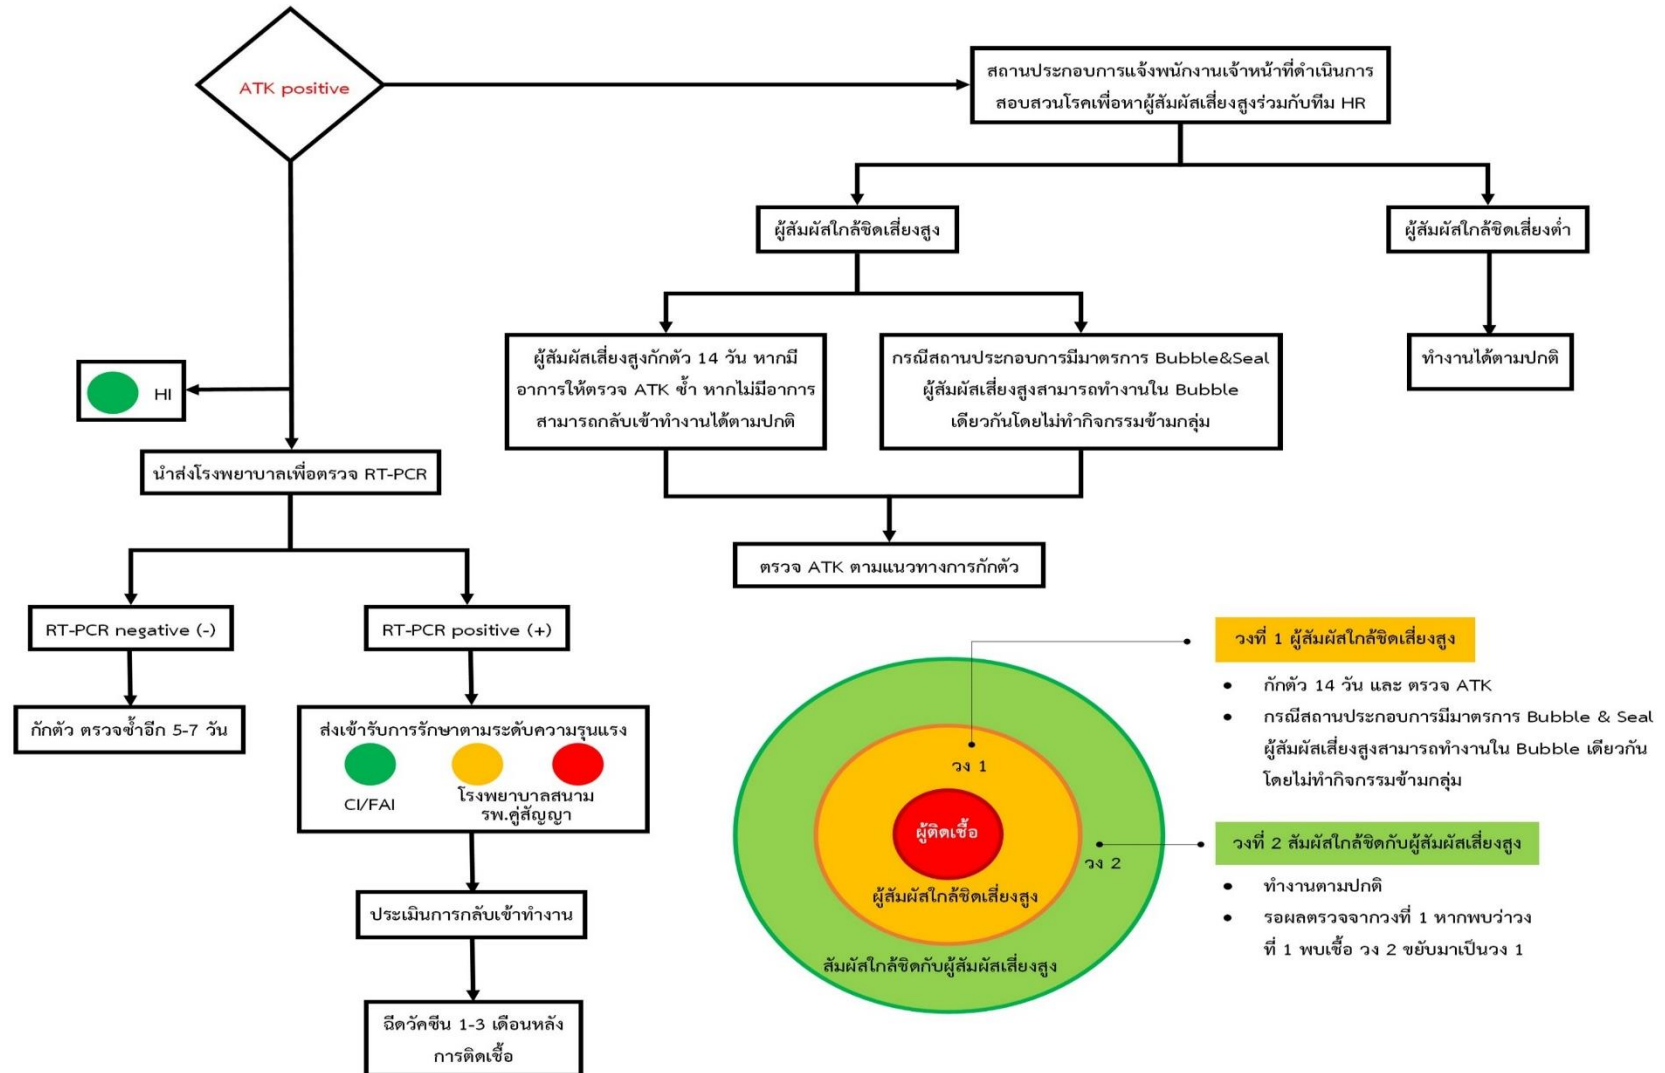 ATK positive
สถานประกอบการแจ้งพนักงานเจ้าหน้าที่ดำเนินการ
สอบสวนโรคเพื่อหาผู้สัมผัสเสี่ยงสูงร่วมกับทีม HR
ผู้สัมผัสใกล้ชิดเสี่ยงสูง
ผู้สัมผัสใกล้ชิดเสี่ยงต่ำ
ผู้สัมผัสเสี่ยงสูงกักตัว 14 วัน หากมี
อาการให้ตรวจ ATK ซ้ำ หากไม่มีอาการ
สามารถกลับเข้าทำงานได้ตามปกติ
กรณีสถานประกอบการมีมาตรการ Bubble&Seal
ผู้สัมผัสเสี่ยงสูงสามารถทำงานใน Bubble
เดียวกันโดยไม่ทำกิจกรรมข้ามกลุ่ม
ทำงานได้ตามปกติ
HI
นำส่งโรงพยาบาลเพื่อตรวจ RT-PCR
ตรวจ ATK ตามแนวทางการกักตัว
RT-PCR negative (-)
RT-PCR positive (+)
กักตัว ตรวจซ้ำอีก 5-7 วัน
ส่งเข้ารับการรักษาตามระดับความรุนแรง
CI/FAI
โรงพยาบาลสนาม
รพ.คู่สัญญา
ประเมินการกลับเข้าทำงาน
ฉีดวัคซีน 1-3 เดือนหลัง
การติดเชื้อ
วง 1
ผู้ติดเชื้อ
วง 2
ผู้สัมผัสใกล้ชิดเสี่ยงสูง
สัมผัสใกล้ชิดกับผู้สัมผัสเสี่ยงสูง
วงที่ 1 ผู้สัมผัสใกล้ชิดเสี่ยงสูง
• กักตัว 14 วัน และ ตรวจ ATK
• กรณีสถานประกอบการมีมาตรการ Bubble & Seal
ผู้สัมผัสเสี่ยงสูงสามารถทำงานใน Bubble เดียวกัน
โดยไม่ทำกิจกรรมข้ามกลุ่ม
วงที่ 2 สัมผัสใกล้ชิดกับผู้สัมผัสเสี่ยงสูง
• ทำงานตามปกติ
• รอผลตรวจจากวงที่ 1 หากพบว่าวง
ที่ 1 พบเชื้อ วง 2 ขยับมาเป็นวง 1